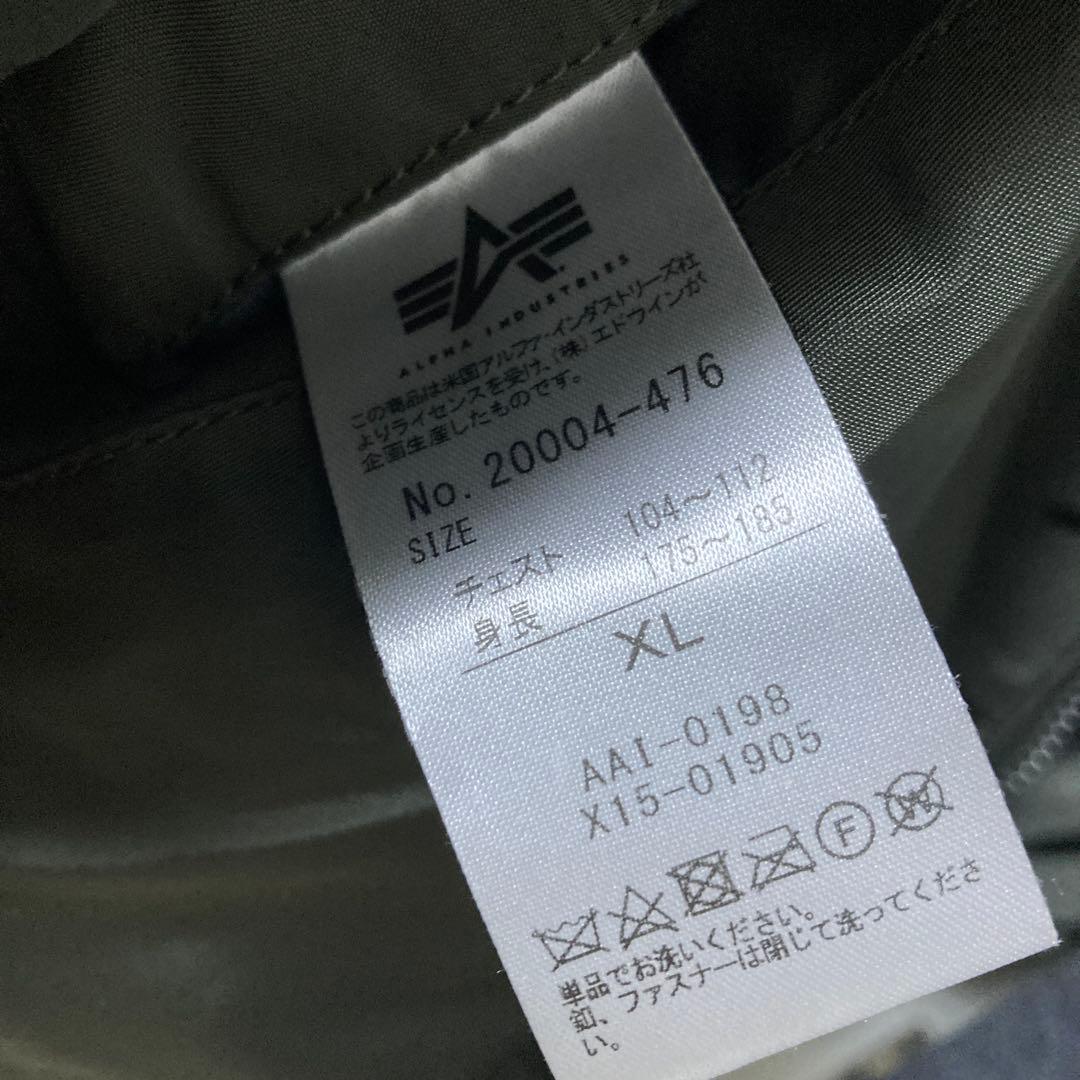 ALPHA INDUSTRIES
この商品は米国アルファ・インダストリーズ社
よりライセンスを受け、(株)エドウインが
企画生産したものです。
No. 20004-476
SIZE
チェスト 104～112
身長 175～185
XL
AAI-0198
X15-01905
F
W
単品でお洗いください。
釦、ファスナーは閉じて洗ってくださ
い。